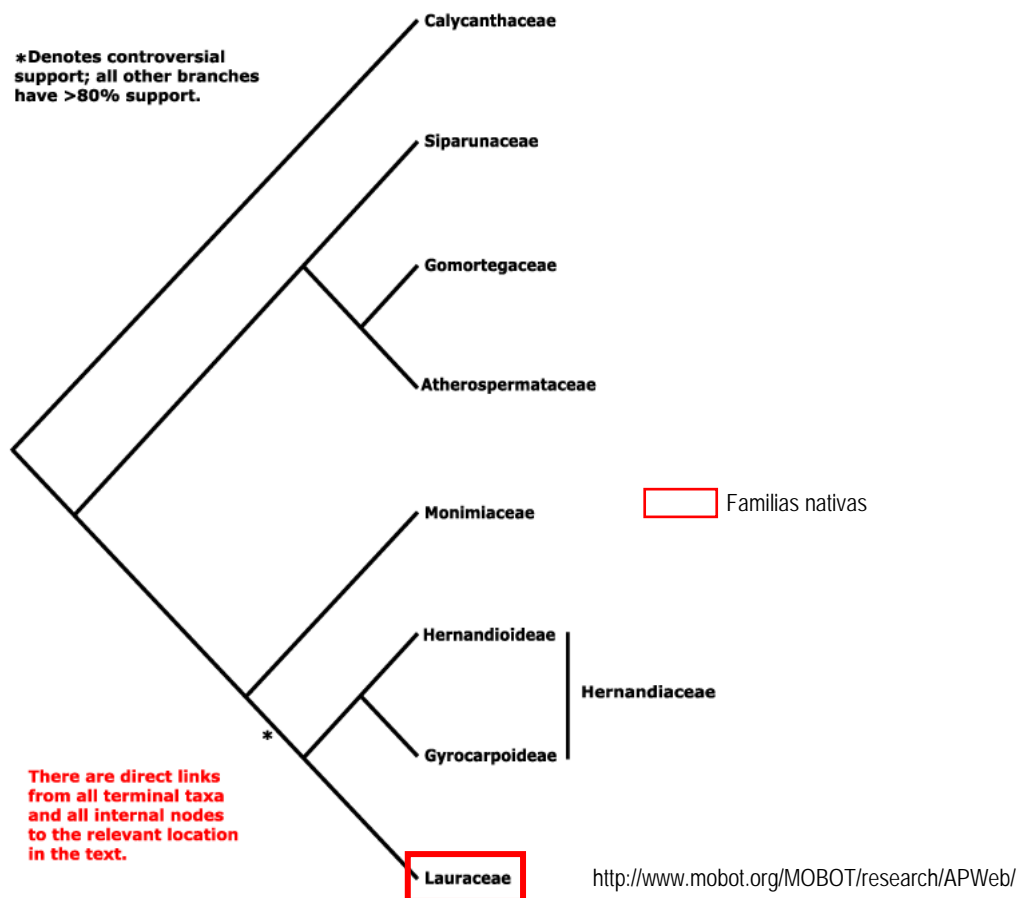 Calycanthaceae
*Denotes controversial
support; all other branches
have >80% support.
Siparunaceae
Gomortegaceae
Atherospermataceae
Monimiaceae
Familias nativas
Hernandioideae
Hernandiaceae
Gyrocarpoideae
*
There are direct links
from all terminal taxa
and all internal nodes
to the relevant location
in the text.
Lauraceae
http://www.mobot.org/MOBOT/research/APWeb/